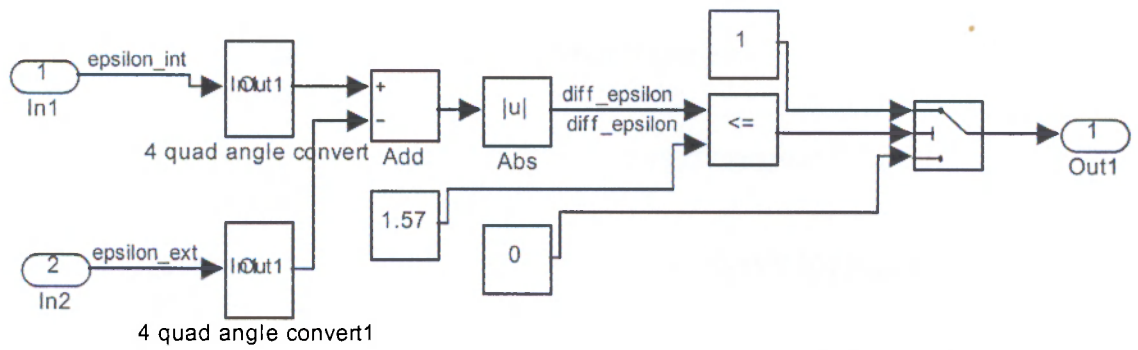 1
epsilon_int
1
In1
In1 Out1
+
−
|u|
diff_epsilon
diff_epsilon
<=
4 quad angle convert
Add
Abs
1
Out1
1.57
2
epsilon_ext
In1 Out1
0
In2
4 quad angle convert1